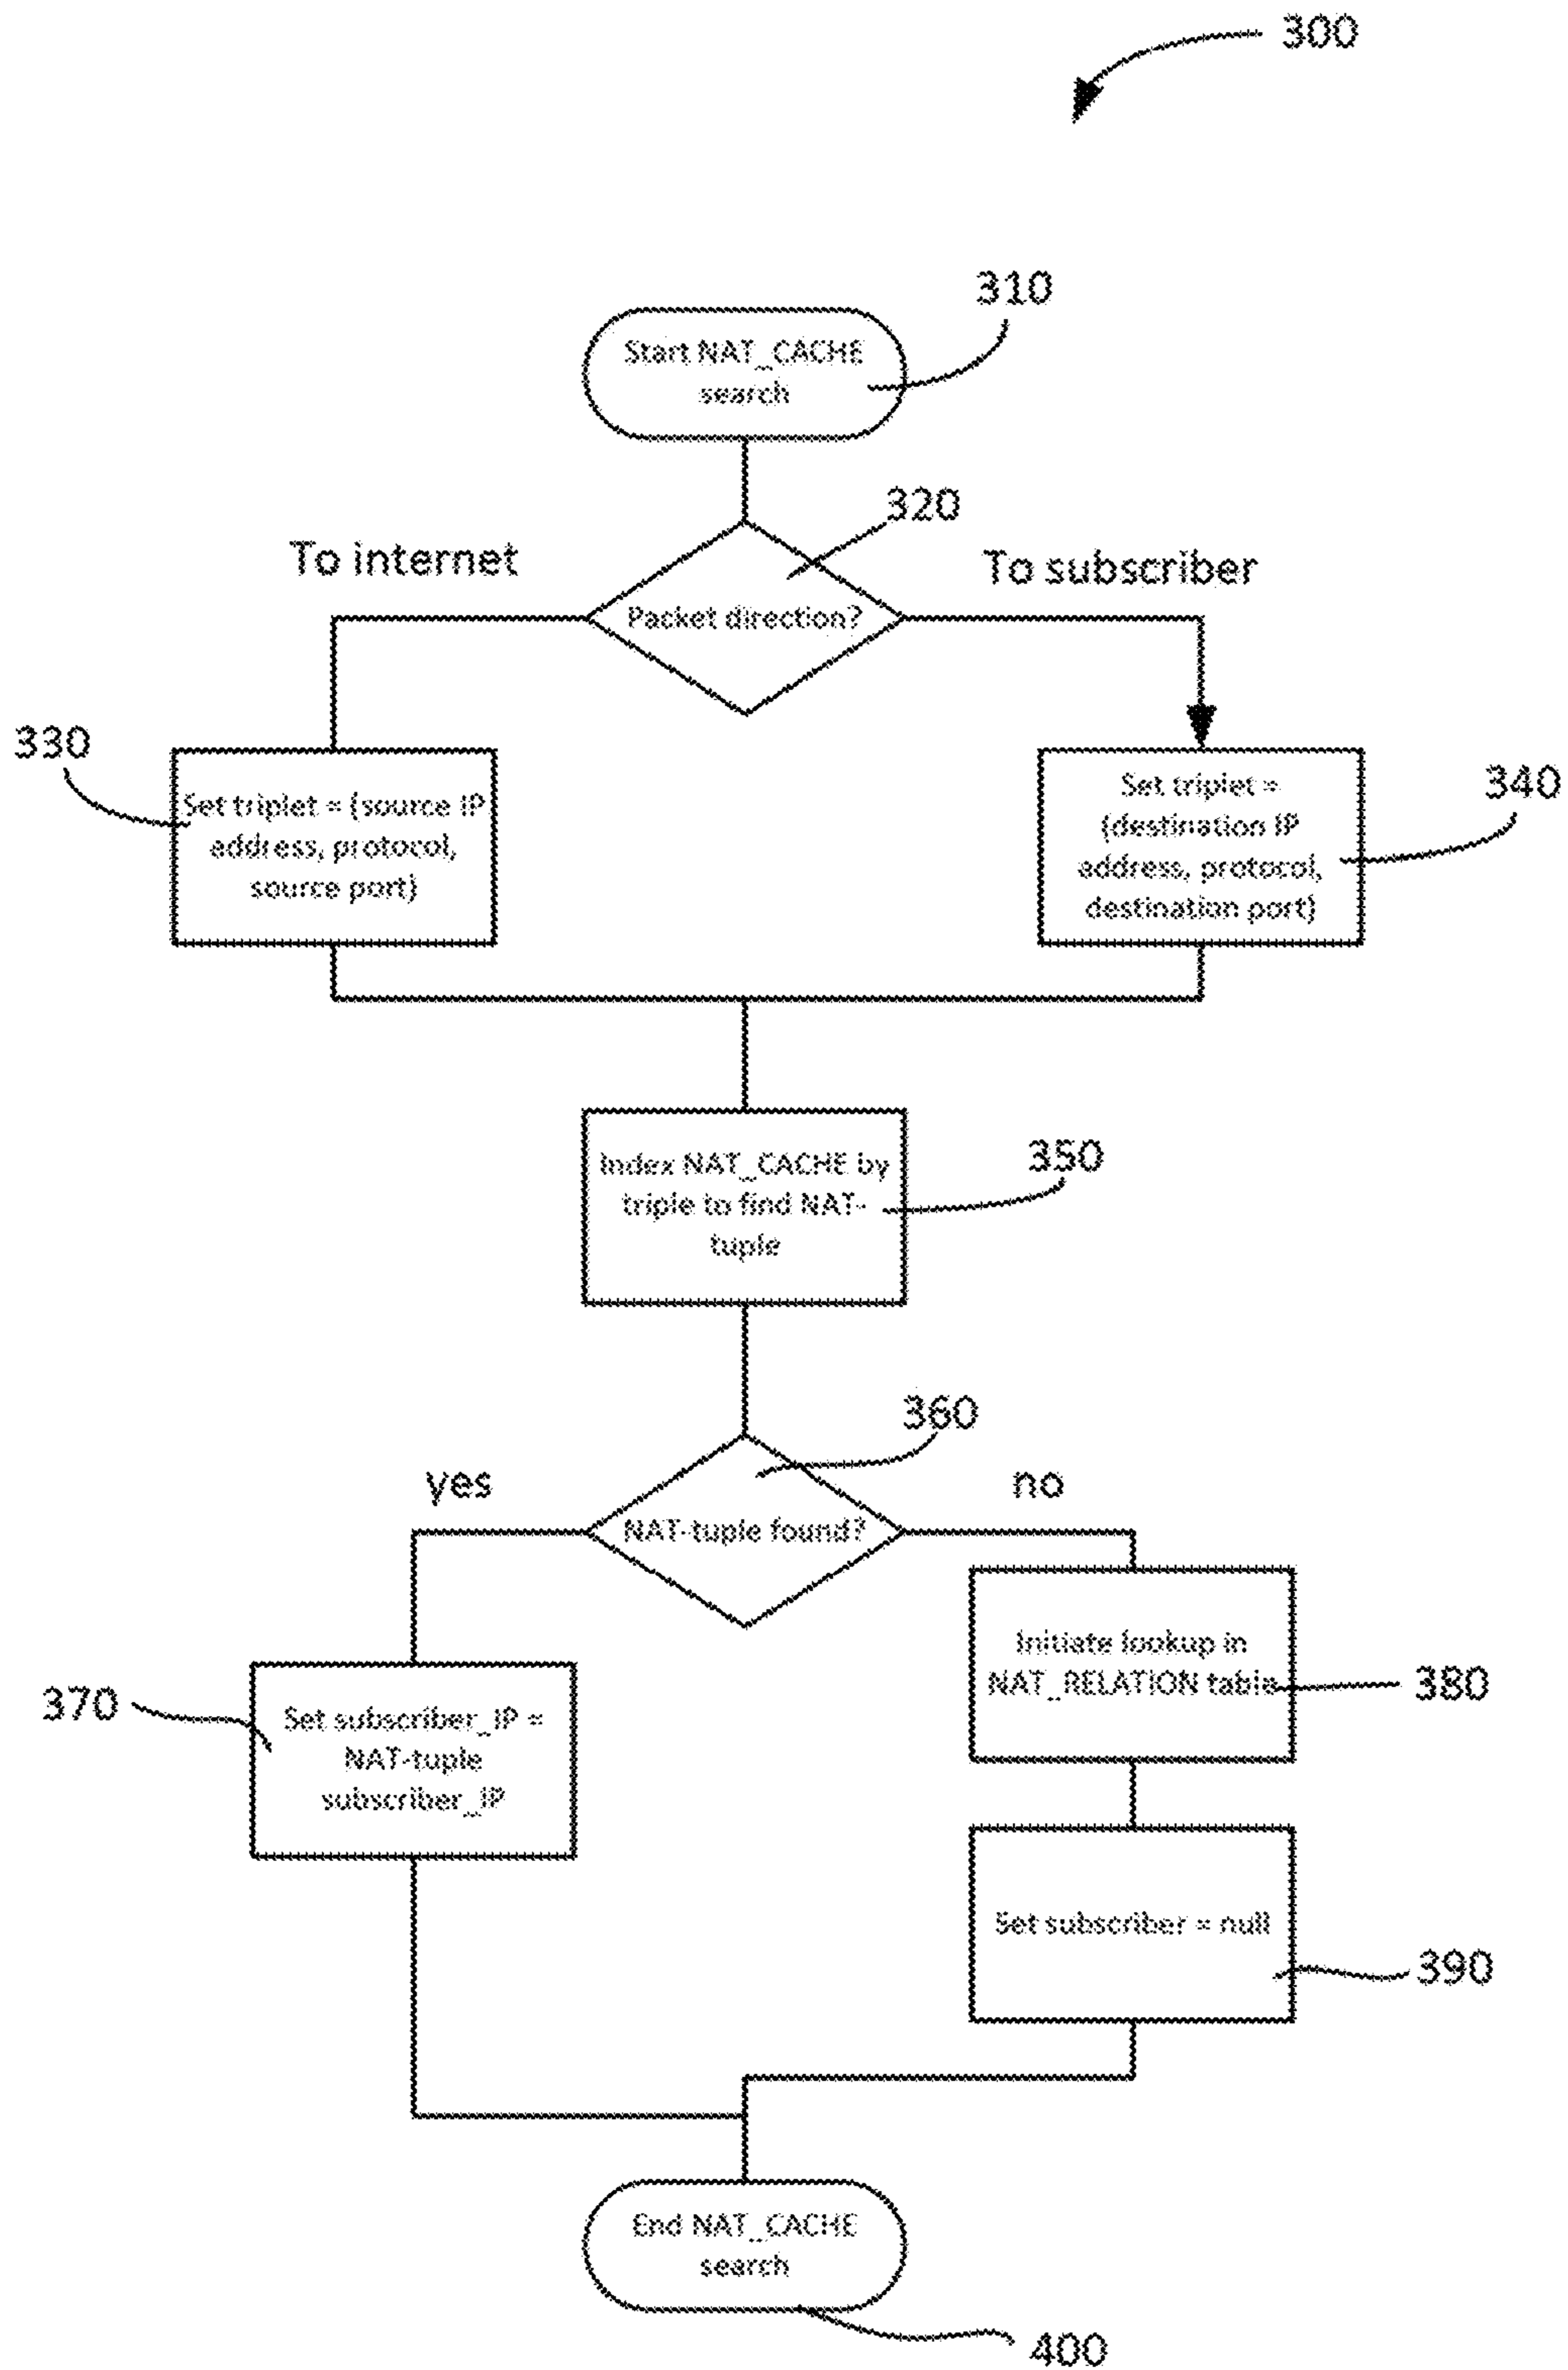 300
310
Start NAT_CACHE
search
320
To internet
To subscriber
Packet direction?
330
Set triplet = (source IP
address, protocol,
source port)
340
Set triplet =
(destination IP
address, protocol,
destination port)
350
Index NAT_CACHE by
triple to find NAT-
tuple
360
yes
no
NAT-tuple found?
370
Set subscriber_IP =
NAT-tuple
subscriber_IP
Initiate lookup in
NAT_RELATION table
380
Set subscriber = null
390
End NAT_CACHE
search
400